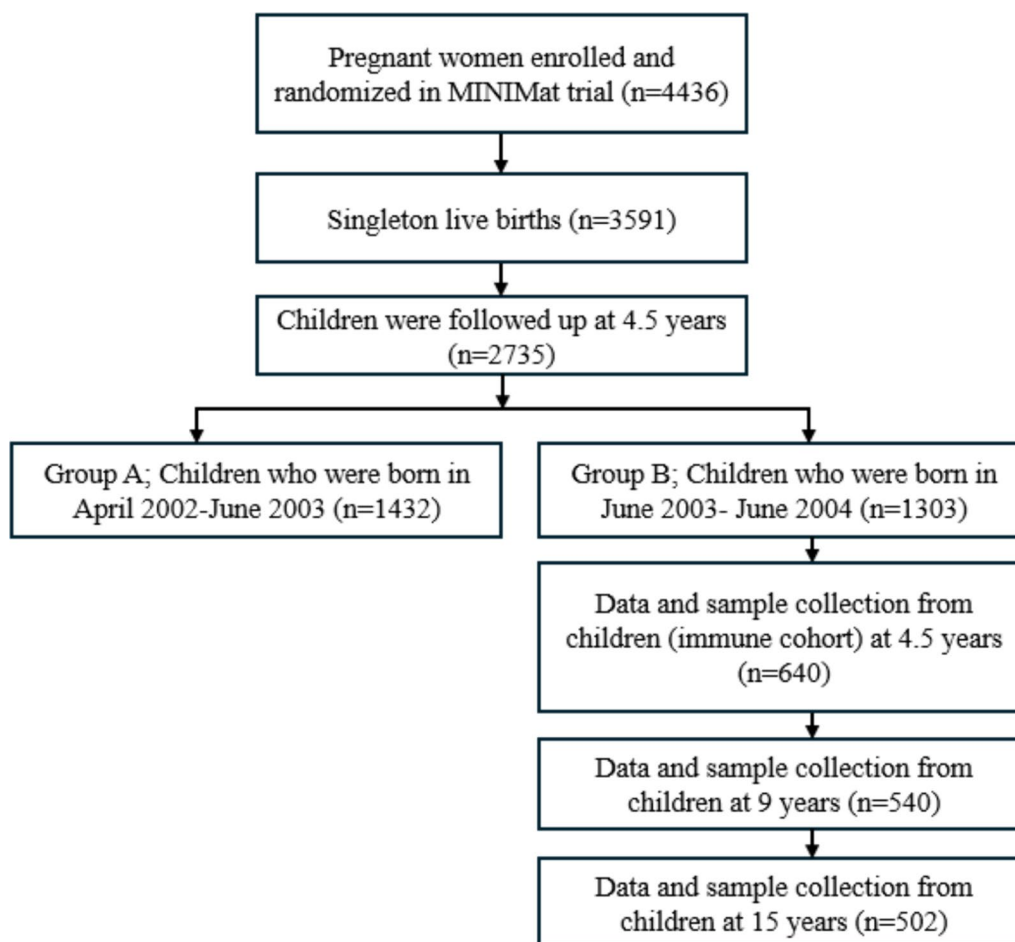 Pregnant women enrolled and
randomized in MINIMat trial (n=4436)
Singleton live births (n=3591)
Children were followed up at 4.5 years
(n=2735)
Group A; Children who were born in
April 2002-June 2003 (n=1432)
Group B; Children who were born in
June 2003- June 2004 (n=1303)
Data and sample collection from
children (immune cohort) at 4.5 years
(n=640)
Data and sample collection from
children at 9 years (n=540)
Data and sample collection from
children at 15 years (n=502)